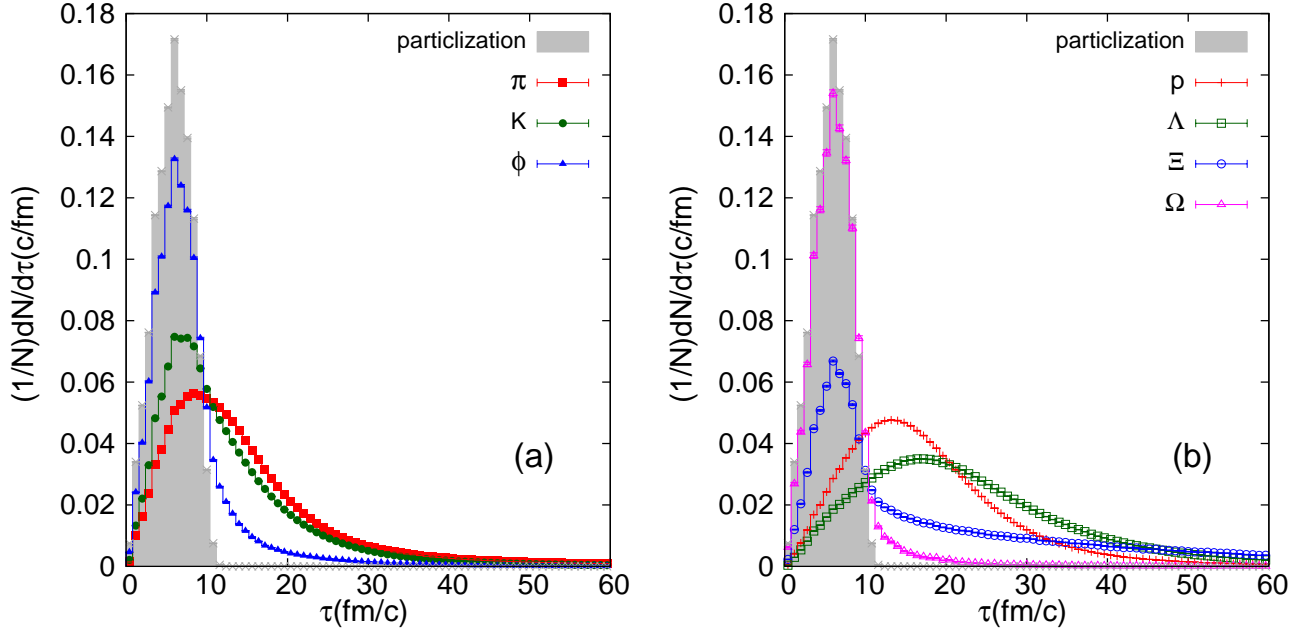 (1/N)dN/dτ(c/fm)
0.18
0.16
0.14
0.12
0.1
0.08
0.06
0.04
0.02
0
particlization
π
K
ϕ
(a)
0 10 20 30 40 50 60
τ(fm/c)
(1/N)dN/dτ(c/fm)
0.18
0.16
0.14
0.12
0.1
0.08
0.06
0.04
0.02
0
particlization
p
Λ
Ξ
Ω
(b)
0 10 20 30 40 50 60
τ(fm/c)